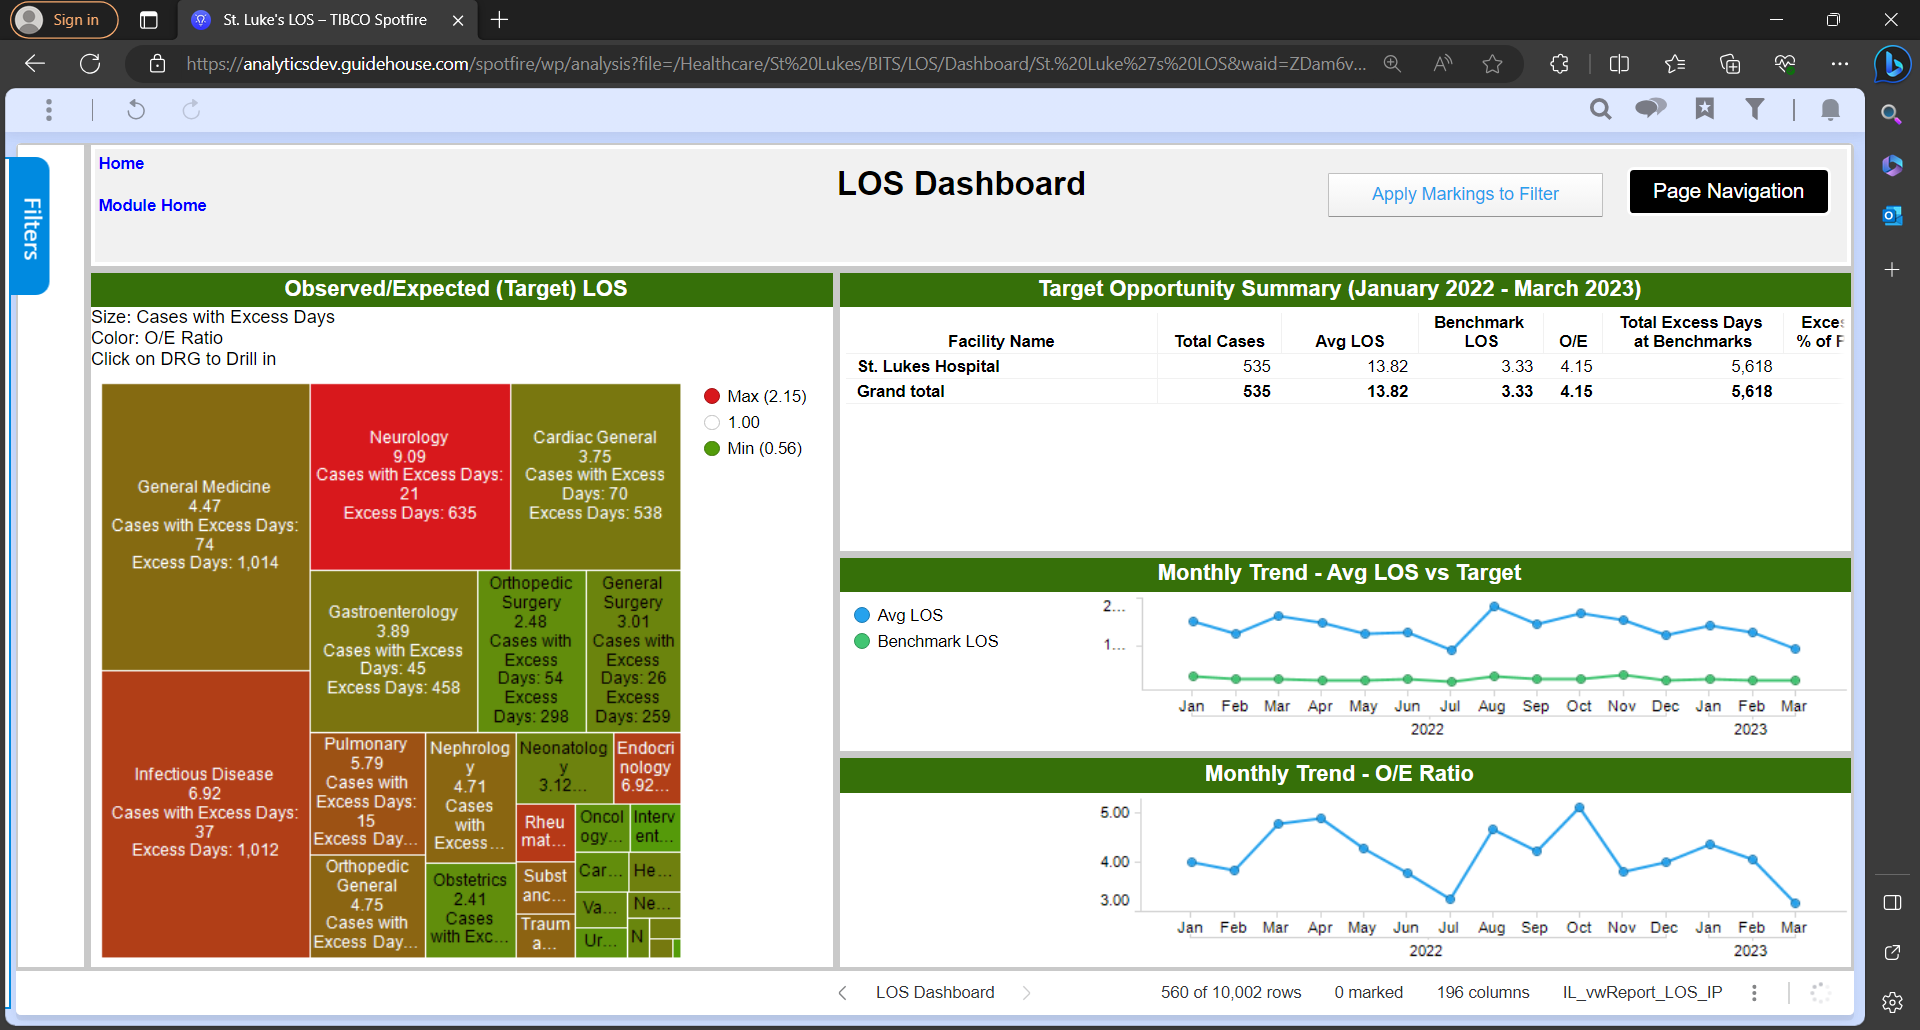 Sign in
St. Luke's LOS – TIBCO Spotfire
https://analyticsdev.guidehouse.com/spotfire/wp/analysis?file=/Healthcare/St%20Lukes/BITS/LOS/Dashboard/St.%20Luke%27s%20LOS&waid=ZDam6v...
Home
Module Home
LOS Dashboard
Apply Markings to Filter
Page Navigation
Filters
Observed/Expected (Target) LOS
Size: Cases with Excess Days
Color: O/E Ratio
Click on DRG to Drill in
General Medicine
4.47
Cases with Excess Days:
74
Excess Days: 1,014
Neurology
9.09
Cases with Excess Days:
21
Excess Days: 635
Cardiac General
3.75
Cases with Excess
Days: 70
Excess Days: 538
Gastroenterology
3.89
Cases with Excess
Days: 45
Excess Days: 458
Orthopedic
Surgery
2.48
Cases with
Excess
Days: 54
Excess
Days: 298
General
Surgery
3.01
Cases with
Excess
Days: 26
Excess
Days: 259
Infectious Disease
6.92
Cases with Excess Days:
37
Excess Days: 1,012
Pulmonary
5.79
Cases with
Excess Days:
15
Excess Day...
Nephrolog
y
4.71
Cases
with
Excess...
Neonatolog
y
3.12...
Endocri
nology
6.92...
Orthopedic
General
4.75
Cases with
Excess Day...
Obstetrics
2.41
Cases
with Exc...
Rheu
mat...
Oncol
ogy...
Interv
ent...
Subst
anc...
Car...
He...
Traum
a...
Va...
Ne...
Ur...
N
Max (2.15)
1.00
Min (0.56)
Target Opportunity Summary (January 2022 - March 2023)
Facility Name Total Cases Avg LOS Benchmark LOS O/E Total Excess Days at Benchmarks Exces % of F
St. Lukes Hospital 535 13.82 3.33 4.15 5,618
Grand total 535 13.82 3.33 4.15 5,618
Monthly Trend - Avg LOS vs Target
Avg LOS
Benchmark LOS
2...
1...
Jan Feb Mar Apr May Jun Jul Aug Sep Oct Nov Dec Jan Feb Mar
2022 2023
Monthly Trend - O/E Ratio
5.00
4.00
3.00
Jan Feb Mar Apr May Jun Jul Aug Sep Oct Nov Dec Jan Feb Mar
2022 2023
LOS Dashboard
560 of 10,002 rows 0 marked 196 columns IL_vwReport_LOS_IP